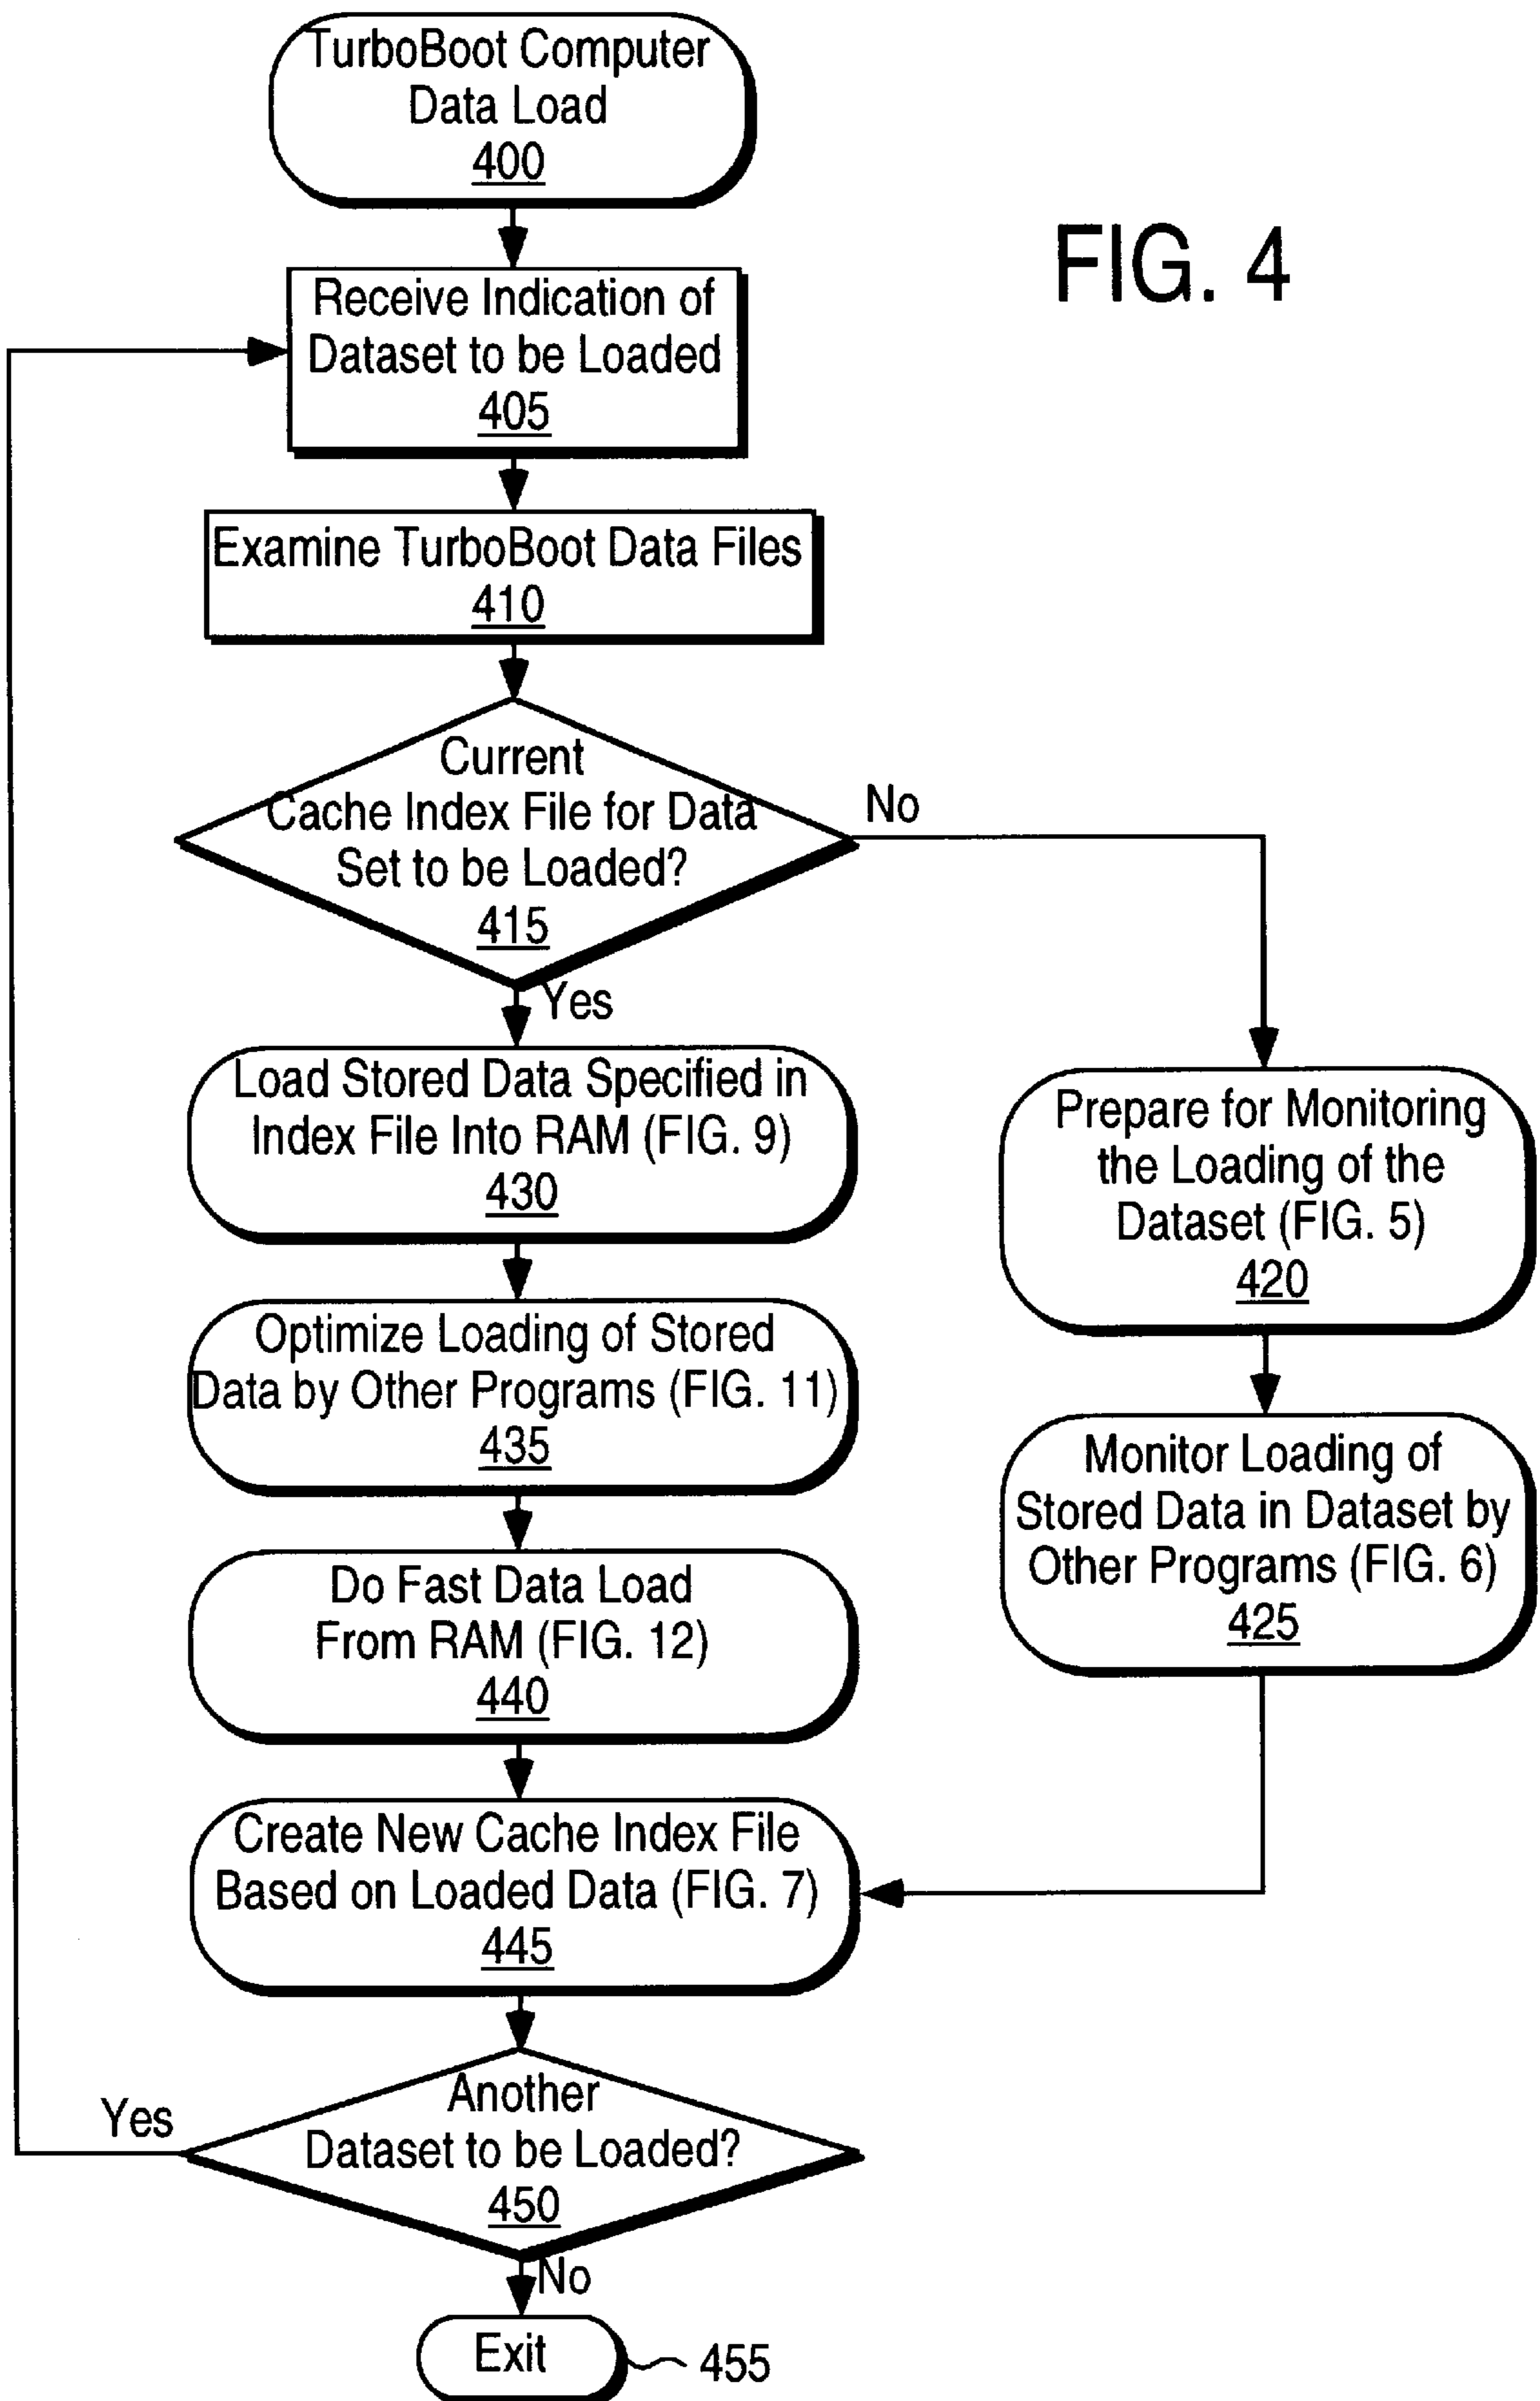 TurboBoot Computer
Data Load
400
FIG. 4
Receive Indication of
Dataset to be Loaded
405
Examine TurboBoot Data Files
410
Current
Cache Index File for Data
Set to be Loaded?
415
No
Yes
Load Stored Data Specified in
Index File Into RAM (FIG. 9)
430
Prepare for Monitoring
the Loading of the
Dataset (FIG. 5)
420
Optimize Loading of Stored
Data by Other Programs (FIG. 11)
435
Monitor Loading of
Stored Data in Dataset by
Other Programs (FIG. 6)
425
Do Fast Data Load
From RAM (FIG. 12)
440
Create New Cache Index File
Based on Loaded Data (FIG. 7)
445
Another
Dataset to be Loaded?
450
Yes
No
Exit
455